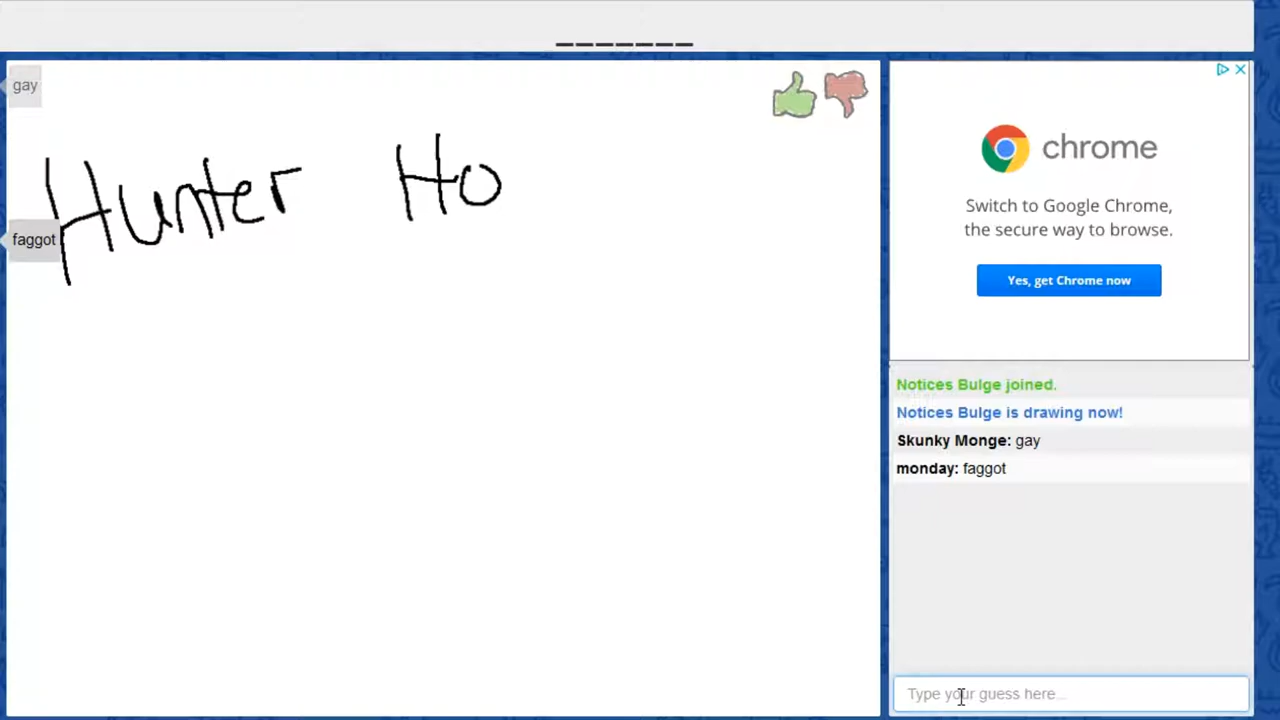 _______
gay
Hunter Ho
faggot
chrome
Switch to Google Chrome,
the secure way to browse.
Yes, get Chrome now
Notices Bulge joined.
Notices Bulge is drawing now!
Skunky Monge: gay
monday: faggot
Type your guess here...